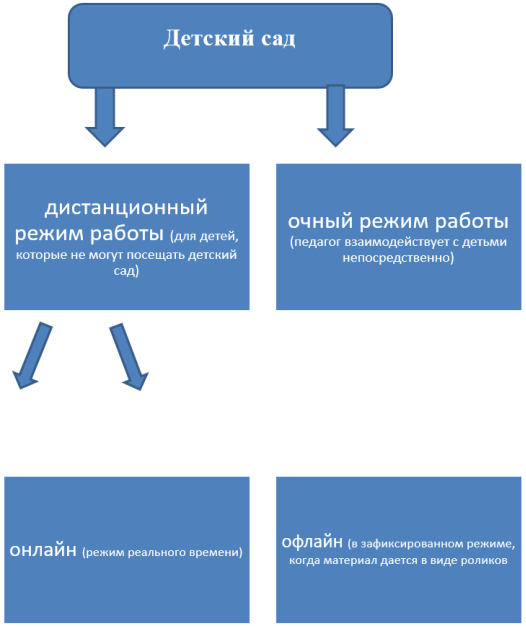 Детский сад
дистанционный
режим работы (для детей,
которые не могут посещать детский
сад)
очный режим работы
(педагог взаимодействует с детьми
непосредственно)
онлайн (режим реального времени)
офлайн (в зафиксированном режиме,
когда материал дается в виде роликов